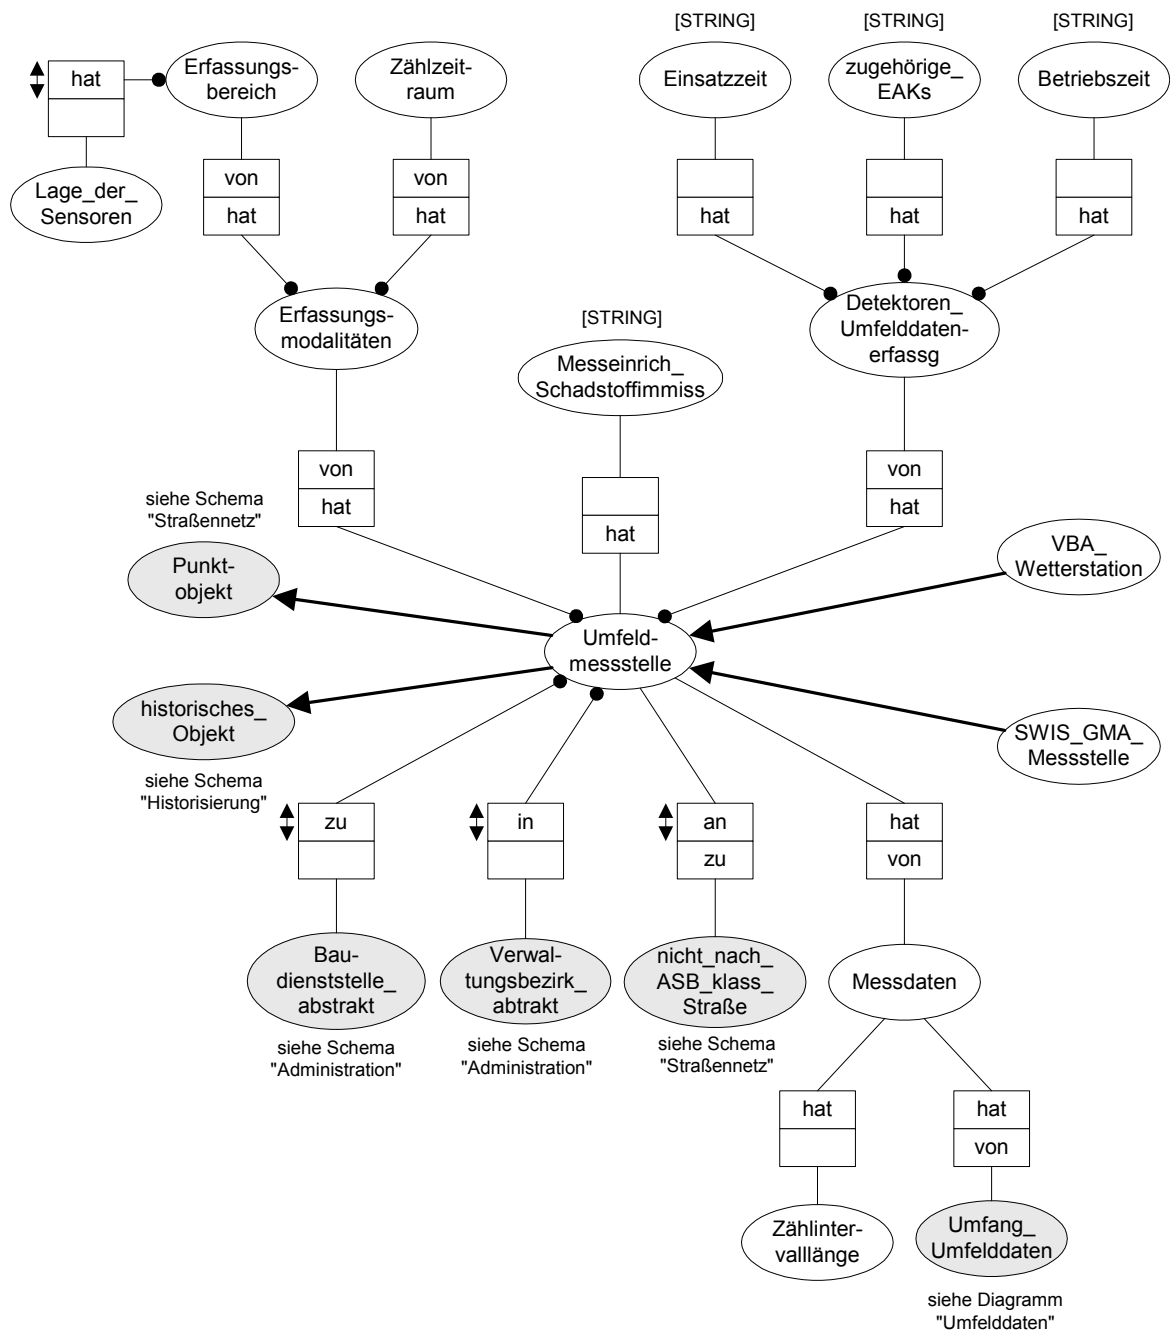 [STRING]
[STRING]
[STRING]
hat
Erfassungs-
bereich
Zählzeit-
raum
Einsatzzeit
zugehörige_
EAKs
Betriebszeit
Lage_der_
Sensoren
von
hat
von
hat
hat
hat
hat
Erfassungs-
modalitäten
Detektoren_
Umfelddaten-
erfassg
[STRING]
Messeinrich_
Schadstoffimmiss
von
hat
hat
von
hat
siehe Schema
"Straßennetz"
Punkt-
objekt
VBA_
Wetterstation
Umfeld-
messstelle
historisches_
Objekt
siehe Schema
"Historisierung"
SWIS_GMA_
Messstelle
zu
in
an
zu
hat
von
Bau-
dienststelle_
abstrakt
Verwal-
tungsbezirk_
abtrakt
nicht_nach_
ASB_klass_
Straße
Messdaten
siehe Schema
"Administration"
siehe Schema
"Administration"
siehe Schema
"Straßennetz"
hat
hat
von
Zählinter-
valllänge
Umfang_
Umfelddaten
siehe Diagramm
"Umfelddaten"